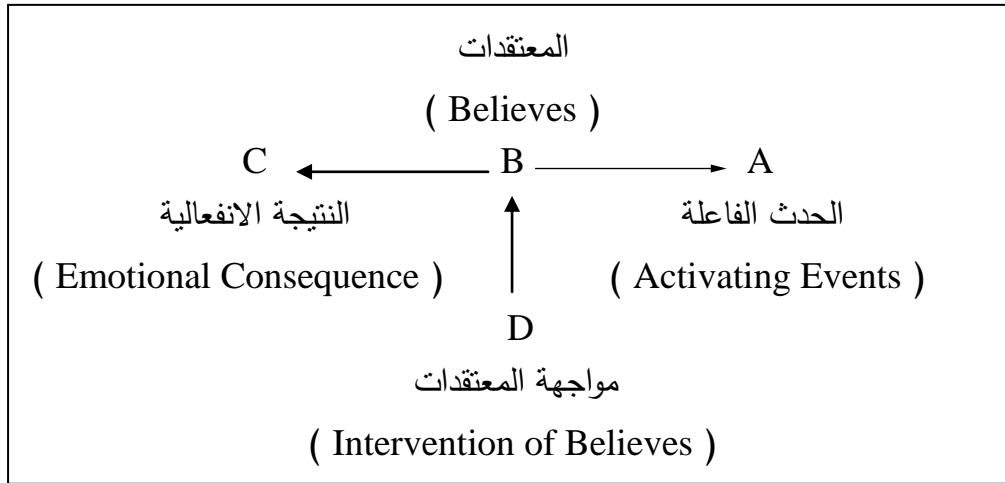 المعتقدات
( Believes )
C B A
النتيجة الانفعالية الحدث الفاعلة
( Emotional Consequence ) ( Activating Events )
D
مواجهة المعتقدات
( Intervention of Believes )